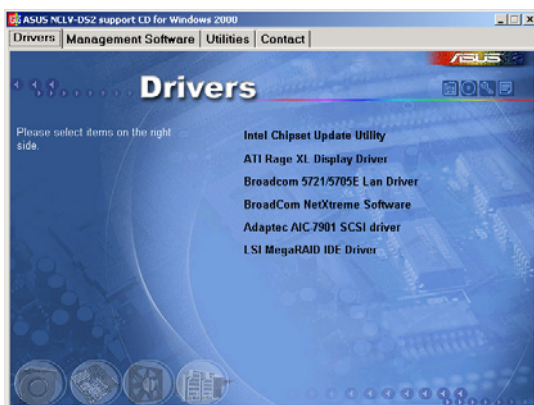 ASUS NCLV-DS2 support CD for Windows 2000
Drivers Management Software Utilities Contact
ASUS
Drivers
Please select items on the right
side.
Intel Chipset Update Utility
ATI Rage XL Display Driver
Broadcom 5721/5705E Lan Driver
BroadCom NetXtreme Software
Adaptec AIC-7901 SCSI driver
LSI MegaRAID IDE Driver